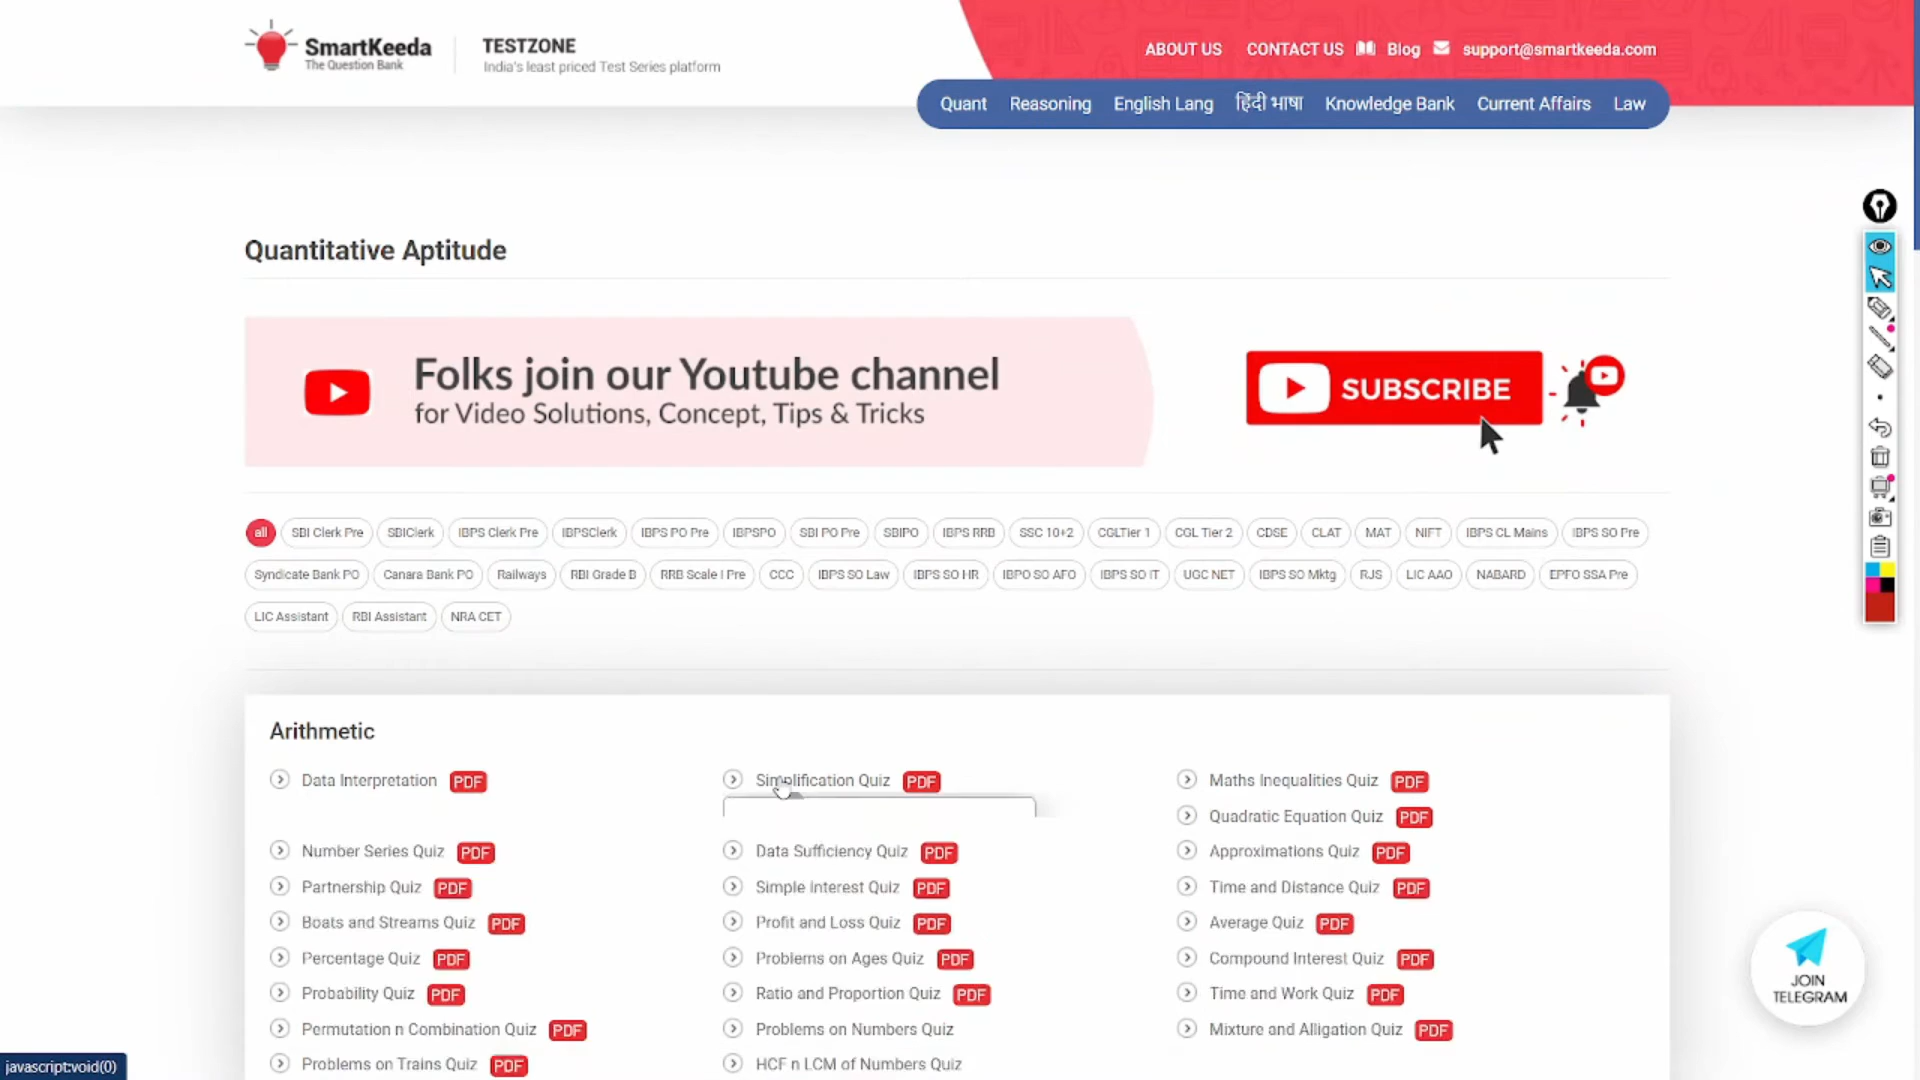 SmartKeeda
The Question Bank
TESTZONE
India's least priced Test Series platform
ABOUT US CONTACT US Blog support@smartkeeda.com
Quant Reasoning English Lang हिंदी भाषा Knowledge Bank Current Affairs Law
Quantitative Aptitude
Folks join our Youtube channel
for Video Solutions, Concept, Tips & Tricks
SUBSCRIBE
all SBI Clerk Pre SBIClerk IBPS Clerk Pre IBPSClerk IBPS PO Pre IBPSPO SBI PO Pre SBIPO IBPS RRB SSC 10+2 CGLTier 1 CGL Tier 2 CDSE CLAT MAT NIFT IBPS CL Mains IBPS SO Pre
Syndicate Bank PO Canara Bank PO Railways RBI Grade B RRB Scale I Pre CCC IBPS SO Law IBPS SO HR IBPO SO AFO IBPS SO IT UGC NET IBPS SO Mktg RJS LIC AAO NABARD EPFO SSA Pre
LIC Assistant RBI Assistant NRA CET
Arithmetic
Data Interpretation PDF Simplification Quiz PDF Maths Inequalities Quiz PDF
Quadratic Equation Quiz PDF
Number Series Quiz PDF Data Sufficiency Quiz PDF Approximations Quiz PDF
Partnership Quiz PDF Simple Interest Quiz PDF Time and Distance Quiz PDF
Boats and Streams Quiz PDF Profit and Loss Quiz PDF Average Quiz PDF
Percentage Quiz PDF Problems on Ages Quiz PDF Compound Interest Quiz PDF
Probability Quiz PDF Ratio and Proportion Quiz PDF Time and Work Quiz PDF
Permutation n Combination Quiz PDF Problems on Numbers Quiz Mixture and Alligation Quiz PDF
Problems on Trains Quiz PDF HCF n LCM of Numbers Quiz
JOIN
TELEGRAM
javascript:void(0)